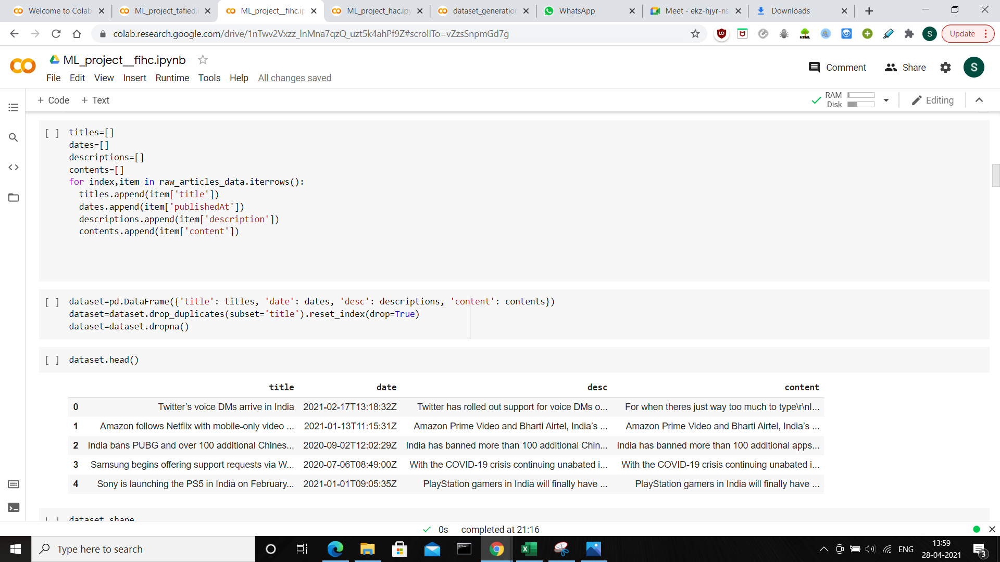 Welcome to Colab
ML_project_tafied.i
ML_project__fihc.ip
ML_project_hac.ipy
dataset_generation
WhatsApp
Meet - ekz-hjyr-ns
Downloads
colab.research.google.com/drive/1nTwv2Vxzz_lnMna7qzQ_uzt5k4ahPf9Z#scrollTo=vZzsSnpmGd7g
HTML
S
Update
CO
ML_project__fihc.ipynb
Comment
Share
S
File Edit View Insert Runtime Tools Help All changes saved
+ Code + Text
RAM
Disk
Editing
[ ] titles=[]
dates=[]
descriptions=[]
contents=[]
for index,item in raw_articles_data.iterrows():
titles.append(item['title'])
dates.append(item['publishedAt'])
descriptions.append(item['description'])
contents.append(item['content'])
[ ] dataset=pd.DataFrame({'title': titles, 'date': dates, 'desc': descriptions, 'content': contents})
dataset=dataset.drop_duplicates(subset='title').reset_index(drop=True)
dataset=dataset.dropna()
[ ] dataset.head()
title date desc content
0 Twitter’s voice DMs arrive in India 2021-02-17T13:18:32Z Twitter has rolled out support for voice DMs o... For when theres just way too much to type\r\nI...
1 Amazon follows Netflix with mobile-only video ... 2021-01-13T11:15:31Z Amazon Prime Video and Bharti Airtel, India’s ... Amazon Prime Video and Bharti Airtel, India’s ...
2 India bans PUBG and over 100 additional Chines... 2020-09-02T12:02:29Z India has banned more than 100 additional Chin... India has banned more than 100 additional apps...
3 Samsung begins offering support requests via W... 2020-07-06T08:49:00Z With the COVID-19 crisis continuing unabated i... With the COVID-19 crisis continuing unabated i...
4 Sony is launching the PS5 in India on February... 2021-01-01T09:05:35Z PlayStation gamers in India will finally have ... PlayStation gamers in India will finally have ...
[ ] dataset.shape
0s completed at 21:16
Type here to search
ENG
13:59
28-04-2021
3